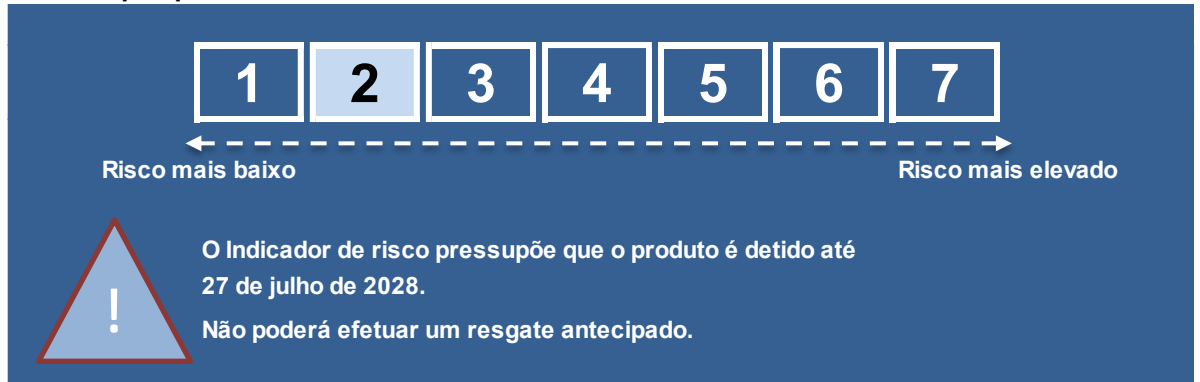 1 2 3 4 5 6 7
Risco mais baixo Risco mais elevado
O Indicador de risco pressupõe que o produto é detido até
27 de julho de 2028.
!
Não poderá efetuar um resgate antecipado.